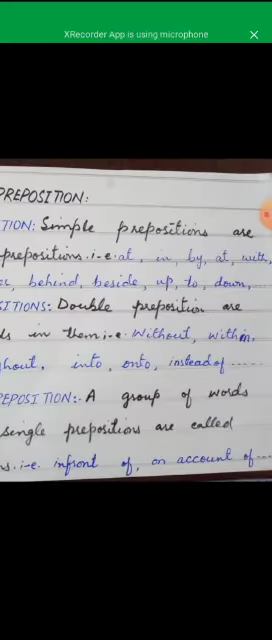 XRecorder App is using microphone
PREPOSITION:
TION: Simple prepositions are
prepositions. i.e. at, in by, at, with,
behind, beside, up, to, down,
SITIONS: Double preposition are
in them i.e. Without, within,
ghout, into, onto, instead of ......
EPOSITION:- A group of words
single prepositions are called
i.e. infront of, on account of...